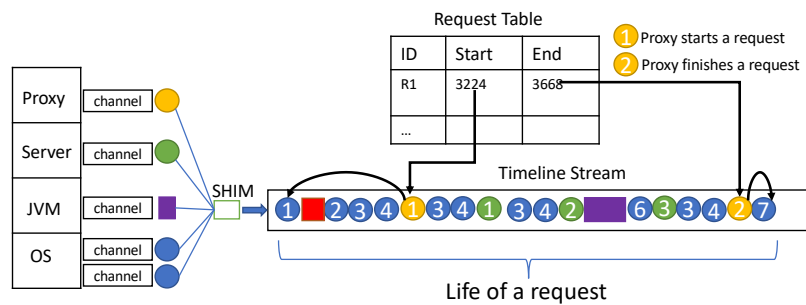 Request Table
ID Start End
R1 3224 3668
...
1 Proxy starts a request
2 Proxy finishes a request
Proxy channel
Server channel
JVM channel
OS channel
channel
SHIM
Timeline Stream
1 2 3 4 1 3 4 1 3 4 2 6 3 3 4 2 7
Life of a request